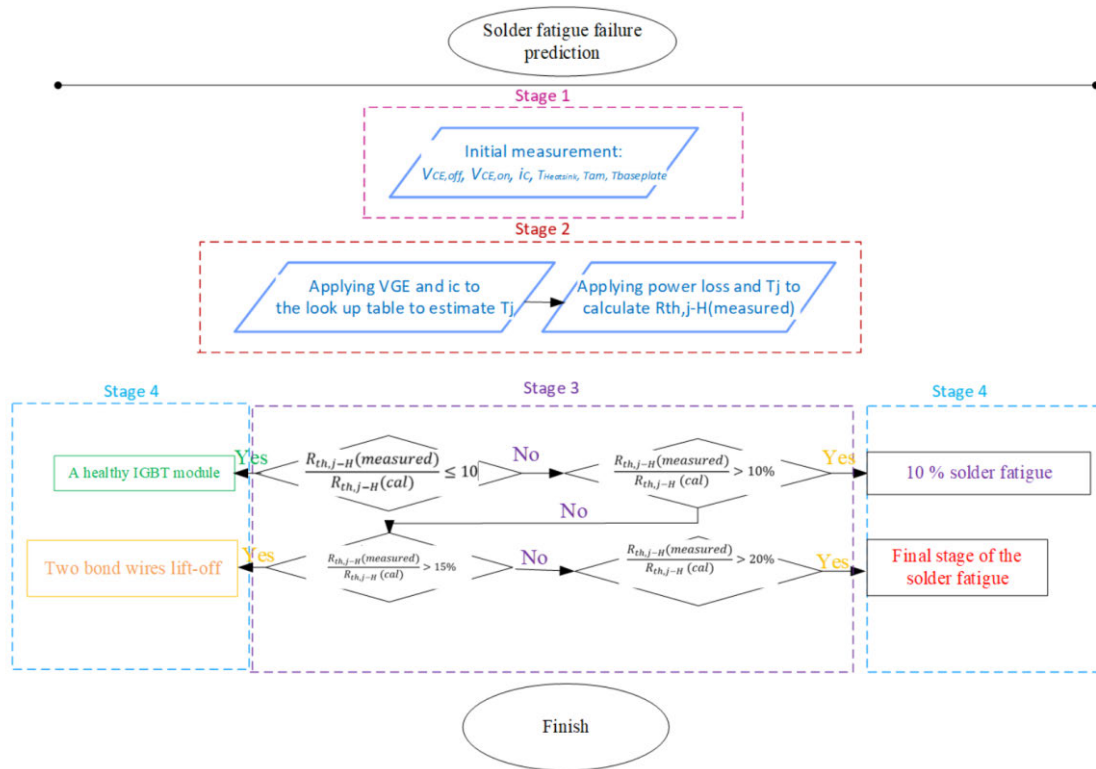 Solder fatigue failure
prediction
Stage 1
Initial measurement:
VCE,off, VCE,on, ic, THeatsink, Tam, Tbaseplate
Stage 2
Applying VGE and ic to
the look up table to estimate Tj
Applying power loss and Tj to
calculate Rth,j-H(measured)
Stage 4
Stage 3
Stage 4
A healthy IGBT module
Yes
Rth,j−H(measured)
Rth,j−H(cal)
≤ 10
No
Rth,j−H(measured)
Rth,j−H (cal)
> 10%
Yes
10 % solder fatigue
No
Two bond wires lift-off
Yes
Rth,j−H(measured)
Rth,j−H (cal)
> 15%
No
Rth,j−H(measured)
Rth,j−H (cal)
> 20%
Yes
Final stage of the
solder fatigue
Finish